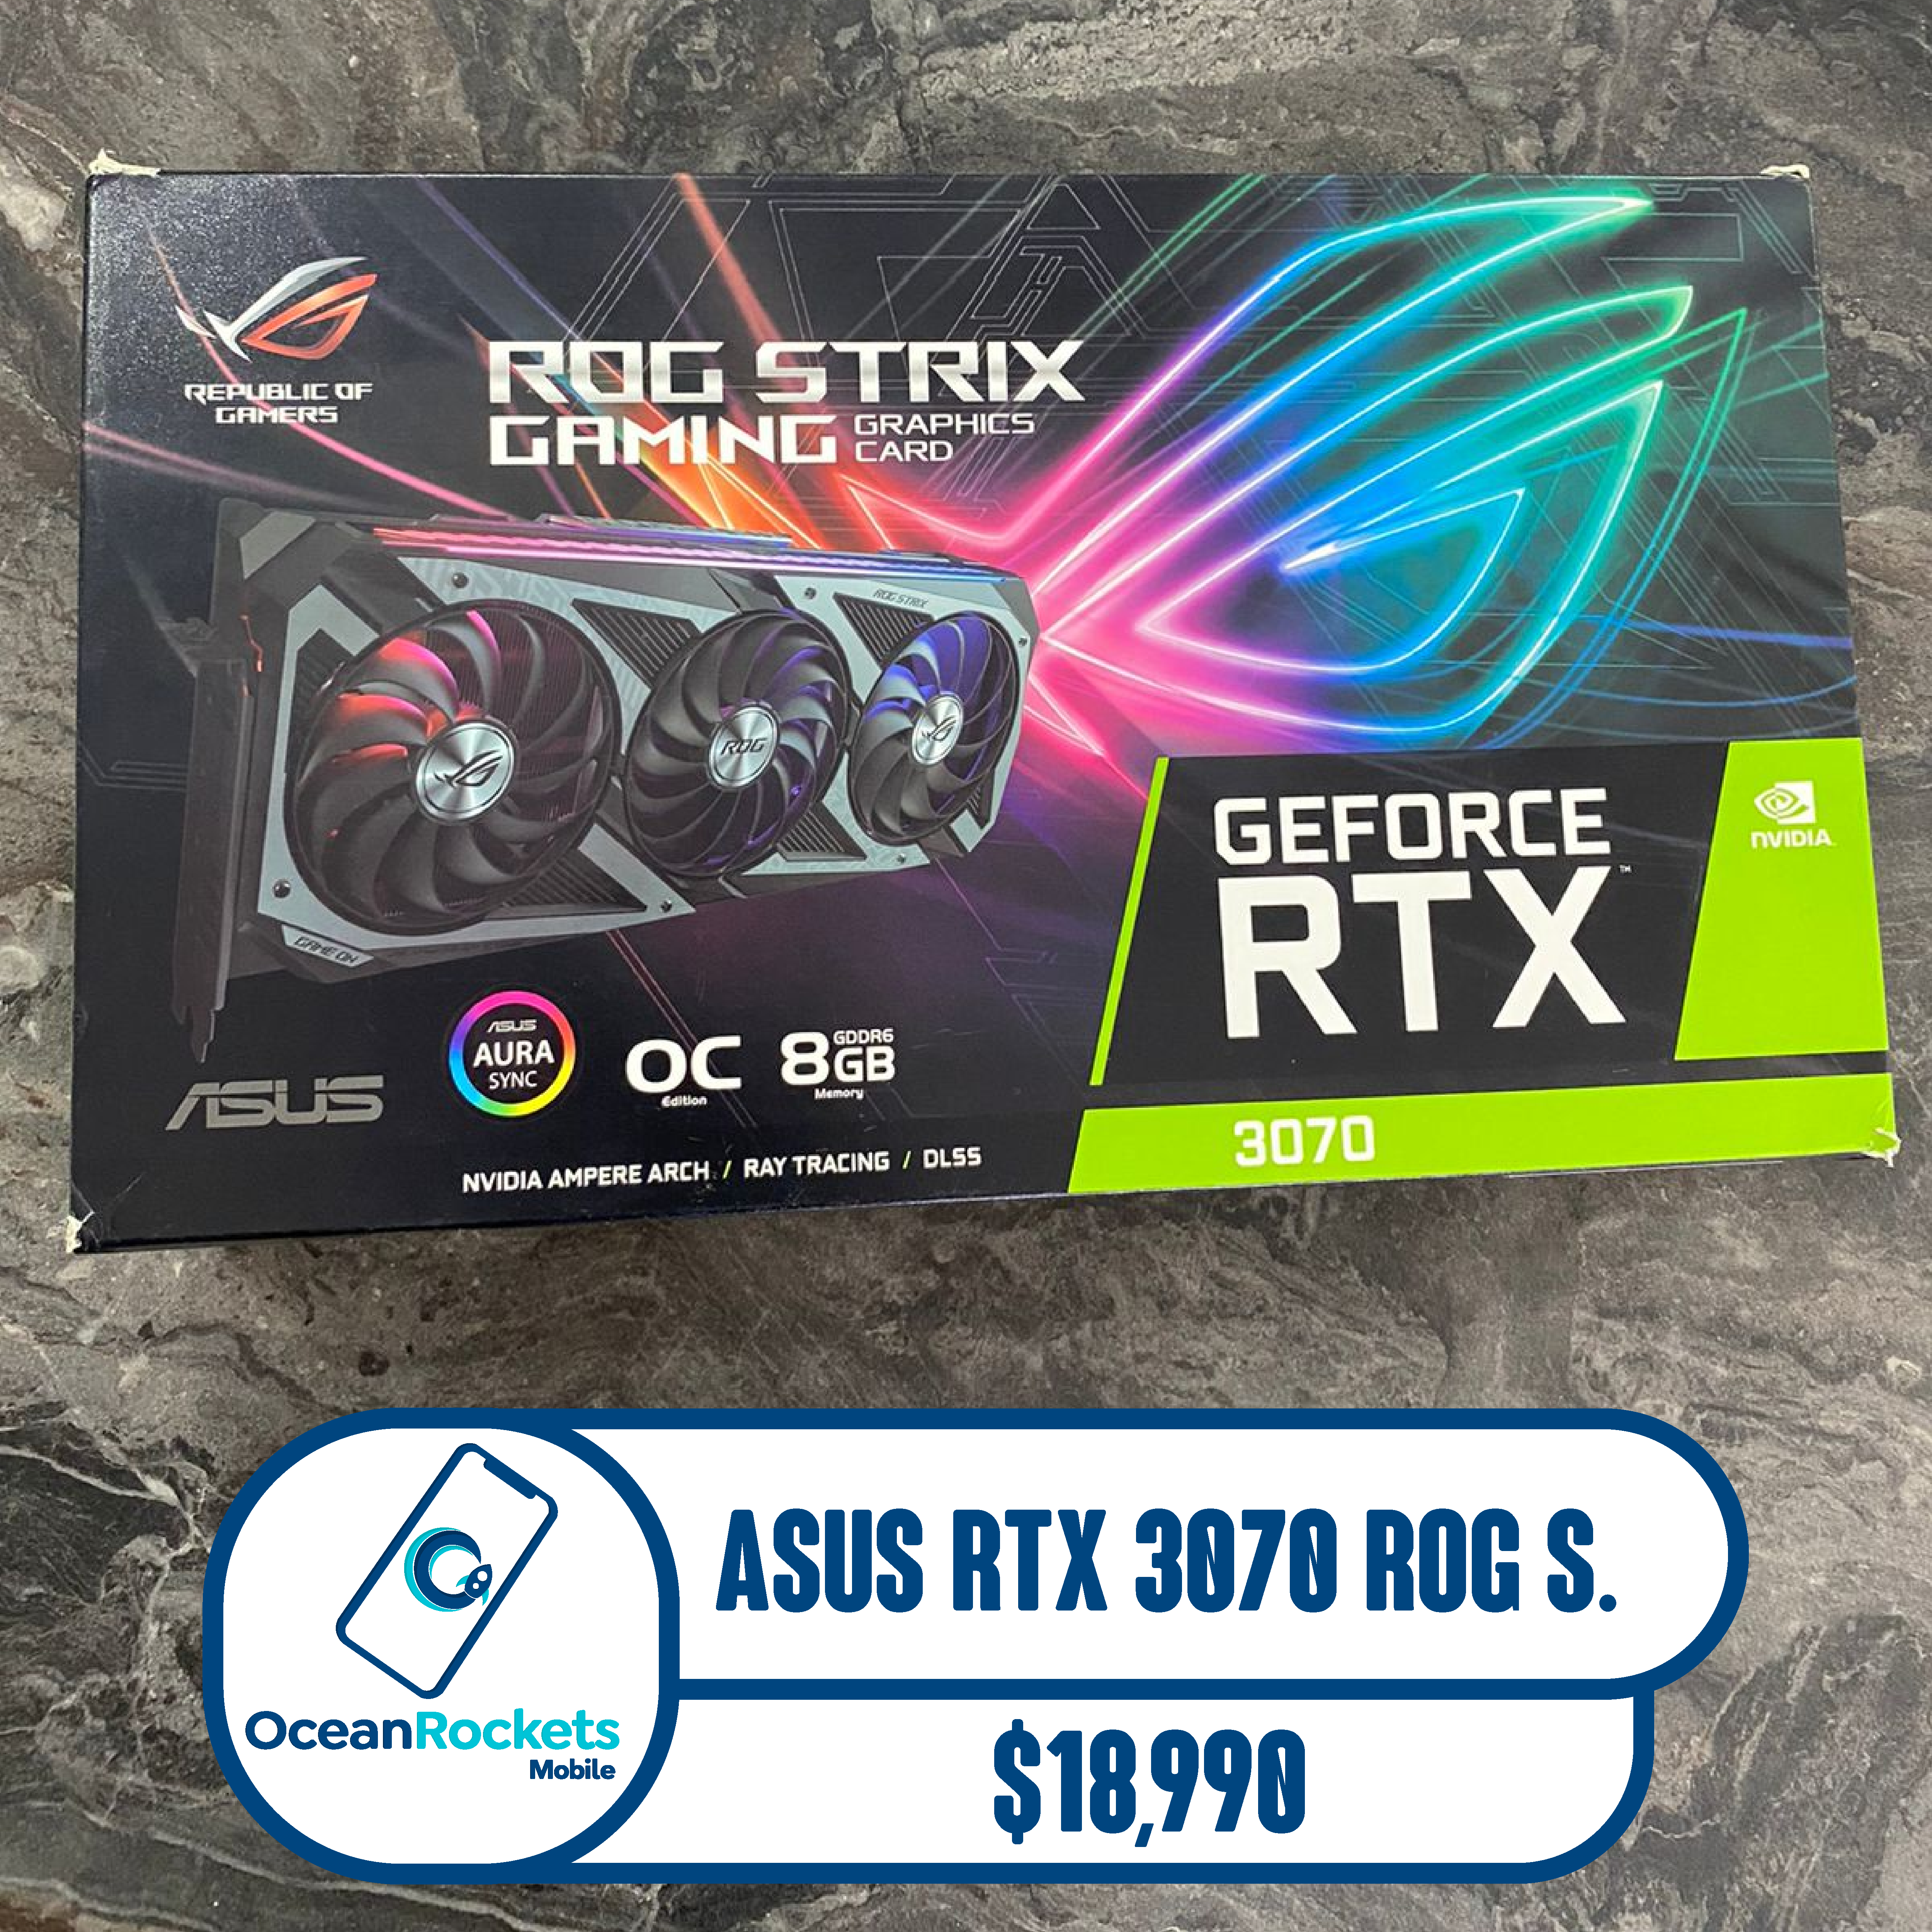 REPUBLIC OF
GAMERS
ROG STRIX
GAMING GRAPHICS CARD
ROG STRIX
ROG
GAME ON
GEFORCE
RTX™
NVIDIA
3070
ASUS
AURA
SYNC
OC
Edition
8GB
GDDR6
Memory
ASUS
NVIDIA AMPERE ARCH / RAY TRACING / DLSS
ASUS RTX 3070 ROG S.
$18,990
OceanRockets
Mobile